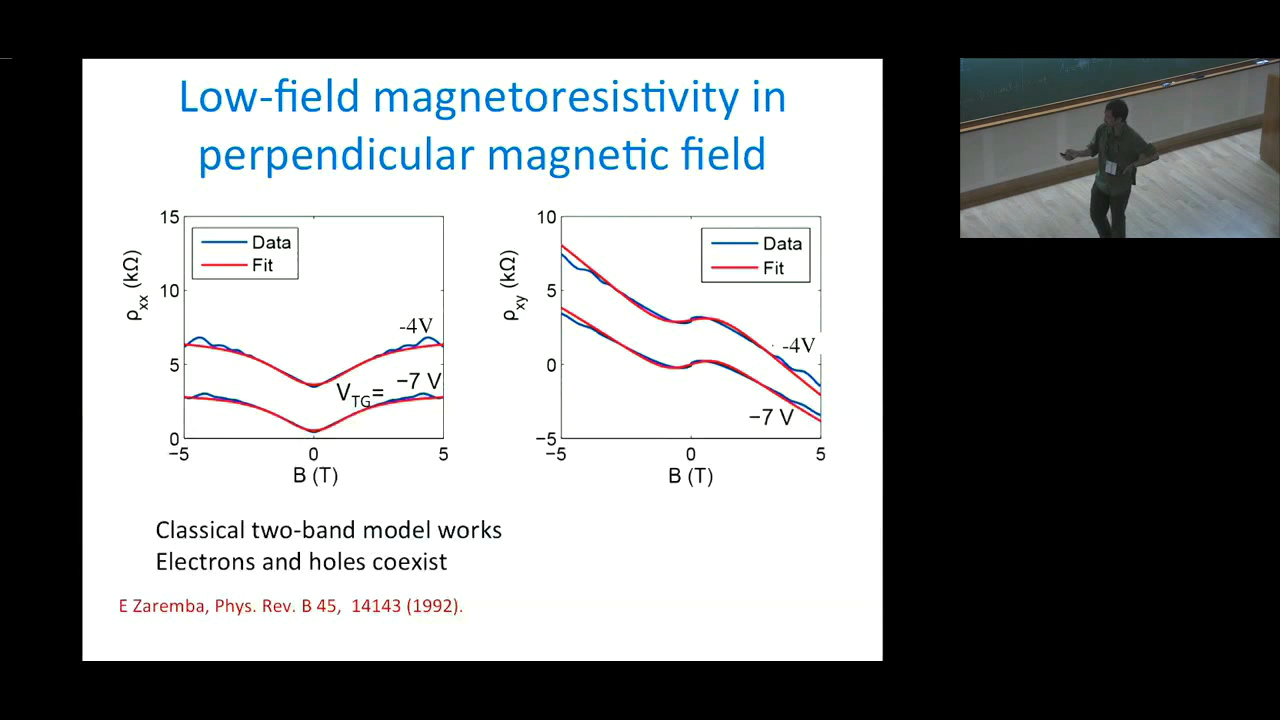 Low-field magnetoresistivity in
perpendicular magnetic field
15
10
5
0
ρxx (kΩ)
Data
Fit
-4V
VTG= −7 V
−5
0
5
B (T)
10
5
0
−5
ρxy (kΩ)
Data
Fit
-4V
−7 V
−5
0
5
B (T)
Classical two-band model works
Electrons and holes coexist
E Zaremba, Phys. Rev. B 45, 14143 (1992).